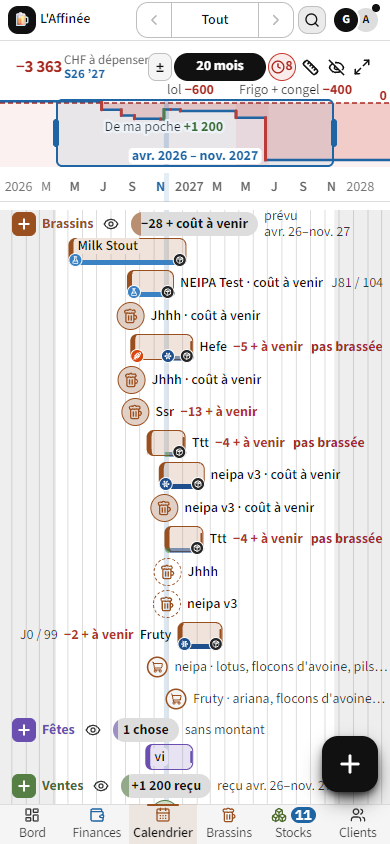 L'Affinée
Tout
G
A
−3 363
CHF à dépenser
S26 '27
±
20 mois
8
lol −600
Frigo + congel −400
0
De ma poche +1 200
avr. 2026 – nov. 2027
2026 M M J S N 2027 M M J S N 2028
Brassins
−28 + coût à venir
prévu
avr. 26–nov. 27
Milk Stout
NEIPA Test · coût à venir J81 / 104
Jhhh · coût à venir
Hefe −5 + à venir pas brassée
Jhhh · coût à venir
Ssr −13 + à venir
Ttt −4 + à venir pas brassée
neipa v3 · coût à venir
neipa v3 · coût à venir
Ttt −4 + à venir pas brassée
Jhhh
neipa v3
J0 / 99 −2 + à venir Fruty
neipa · lotus, flocons d'avoine, pils…
Fruty · ariana, flocons d'avoine…
Fêtes
1 chose
sans montant
vi
Ventes
+1 200 reçu
reçu avr. 26–nov. 2
Bord
Finances
Calendrier
Brassins
Stocks
11
Clients